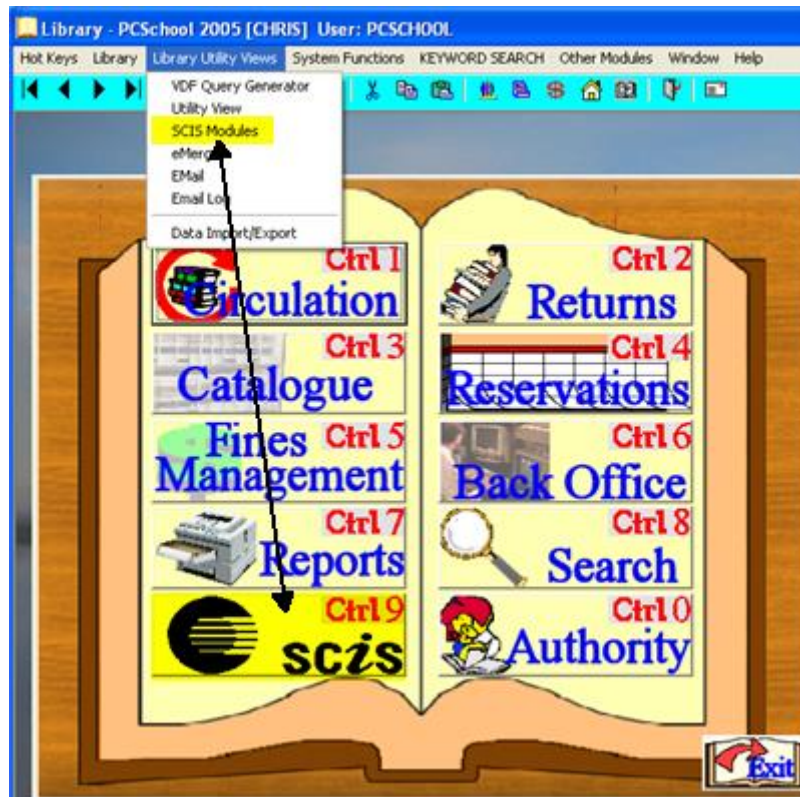 Library - PCSchool 2005 [CHRIS] User: PCSCHOOL
Hot Keys Library Library Utility Views System Functions KEYWORD SEARCH Other Modules Window Help
VDF Query Generator
Utility View
SCIS Modules
eMerge
EMail
Email Log
Data Import/Export
Ctrl 1
Circulation
Ctrl 2
Returns
Ctrl 3
Catalogue
Ctrl 4
Reservations
Fines Ctrl 5
Management
Ctrl 6
Back Office
Ctrl 7
Reports
Ctrl 8
Search
Ctrl 9
scis
Ctrl 0
Authority
Exit